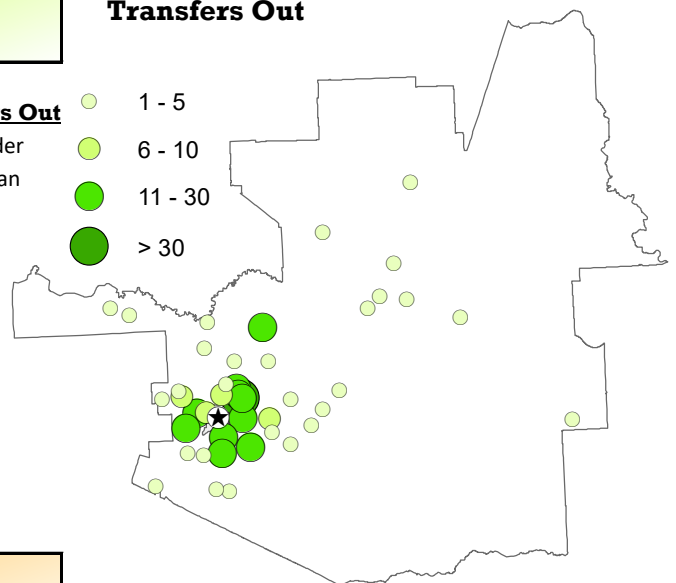 Transfers Out
s Out
der
an
1 - 5
6 - 10
11 - 30
> 30